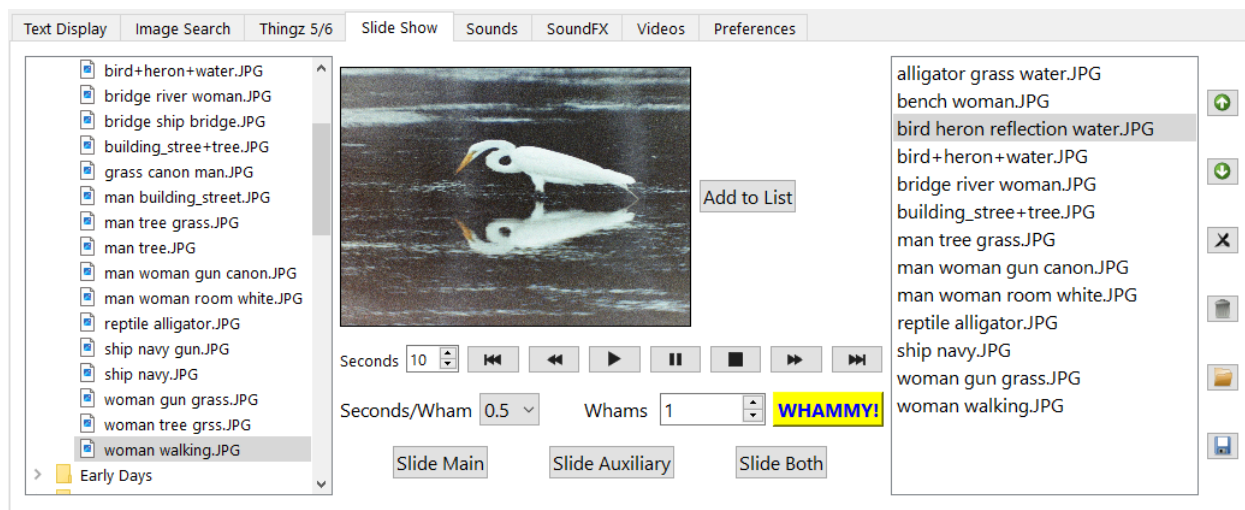 Text Display Image Search Thingz 5/6 Slide Show Sounds SoundFX Videos Preferences
bird+heron+water.JPG
bridge river woman.JPG
bridge ship bridge.JPG
building_stree+tree.JPG
grass canon man.JPG
man building_street.JPG
man tree grass.JPG
man tree.JPG
man woman gun canon.JPG
man woman room white.JPG
reptile alligator.JPG
ship navy gun.JPG
ship navy.JPG
woman gun grass.JPG
woman tree grss.JPG
woman walking.JPG
Early Days
Add to List
Seconds 10
Seconds/Wham 0.5 Whams 1 WHAMMY!
Slide Main Slide Auxiliary Slide Both
alligator grass water.JPG
bench woman.JPG
bird heron reflection water.JPG
bird+heron+water.JPG
bridge river woman.JPG
building_stree+tree.JPG
man tree grass.JPG
man woman gun canon.JPG
man woman room white.JPG
reptile alligator.JPG
ship navy.JPG
woman gun grass.JPG
woman walking.JPG